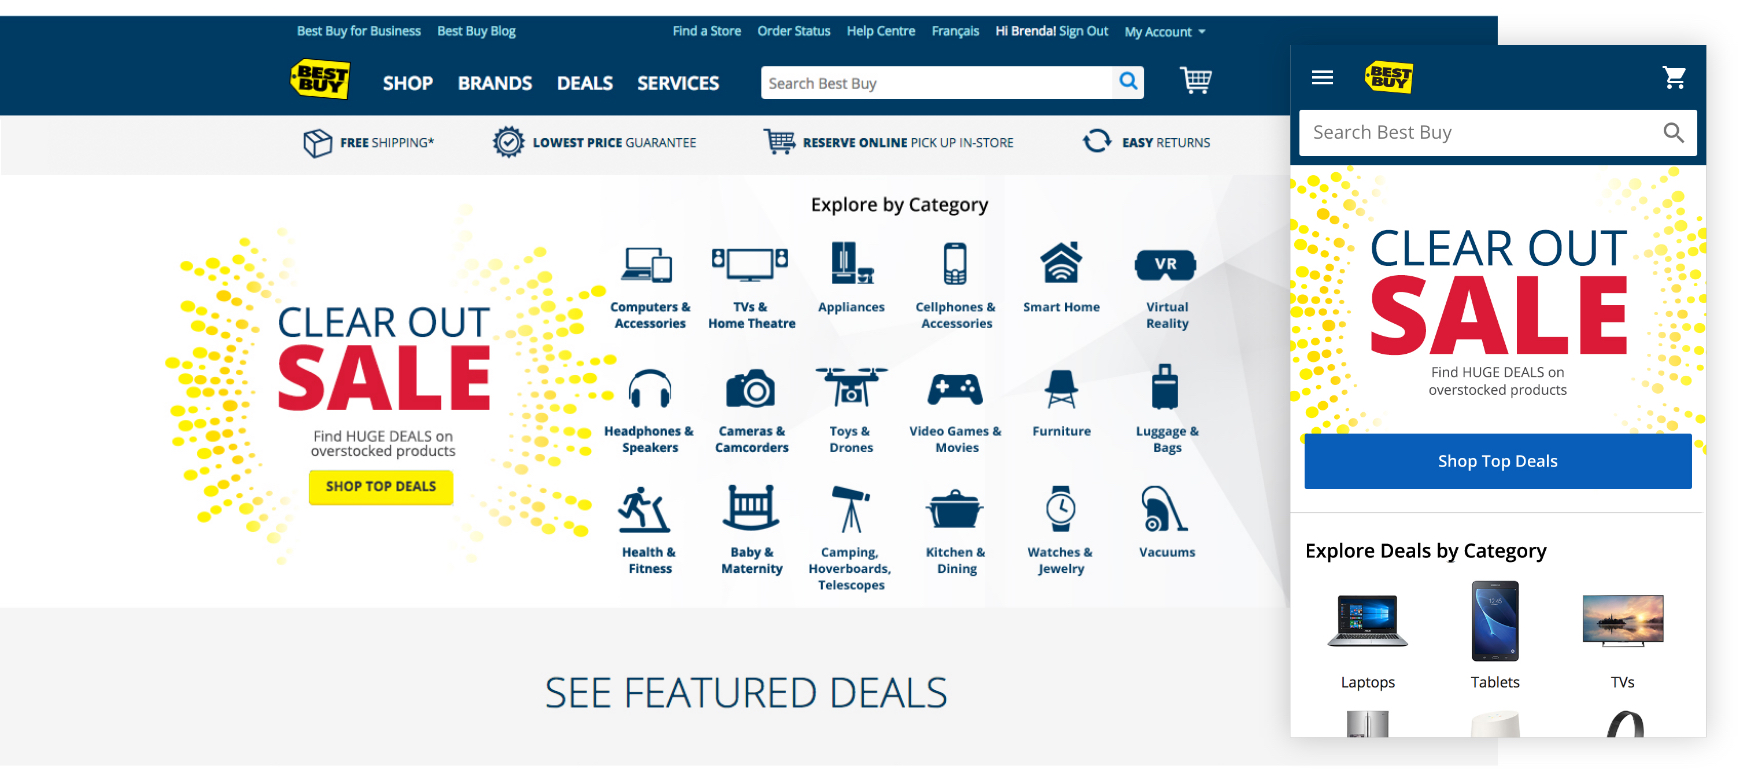 Best Buy for Business Best Buy Blog Find a Store Order Status Help Centre Français Hi Brenda! Sign Out My Account
BEST
BUY
SHOP BRANDS DEALS SERVICES
Search Best Buy
FREE SHIPPING*
LOWEST PRICE GUARANTEE
RESERVE ONLINE PICK UP IN-STORE
EASY RETURNS
CLEAR OUT
SALE
Find HUGE DEALS on
overstocked products
SHOP TOP DEALS
Explore by Category
VR
Computers &
Accessories
TVs &
Home Theatre
Appliances
Cellphones &
Accessories
Smart Home
Virtual
Reality
Headphones &
Speakers
Cameras &
Camcorders
Toys &
Drones
Video Games &
Movies
Furniture
Luggage &
Bags
Health &
Fitness
Baby &
Maternity
Camping,
Hoverboards,
Telescopes
Kitchen &
Dining
Watches &
Jewelry
Vacuums
SEE FEATURED DEALS
BEST
BUY
Search Best Buy
CLEAR OUT
SALE
Find HUGE DEALS on
overstocked products
Shop Top Deals
Explore Deals by Category
Laptops
Tablets
TVs